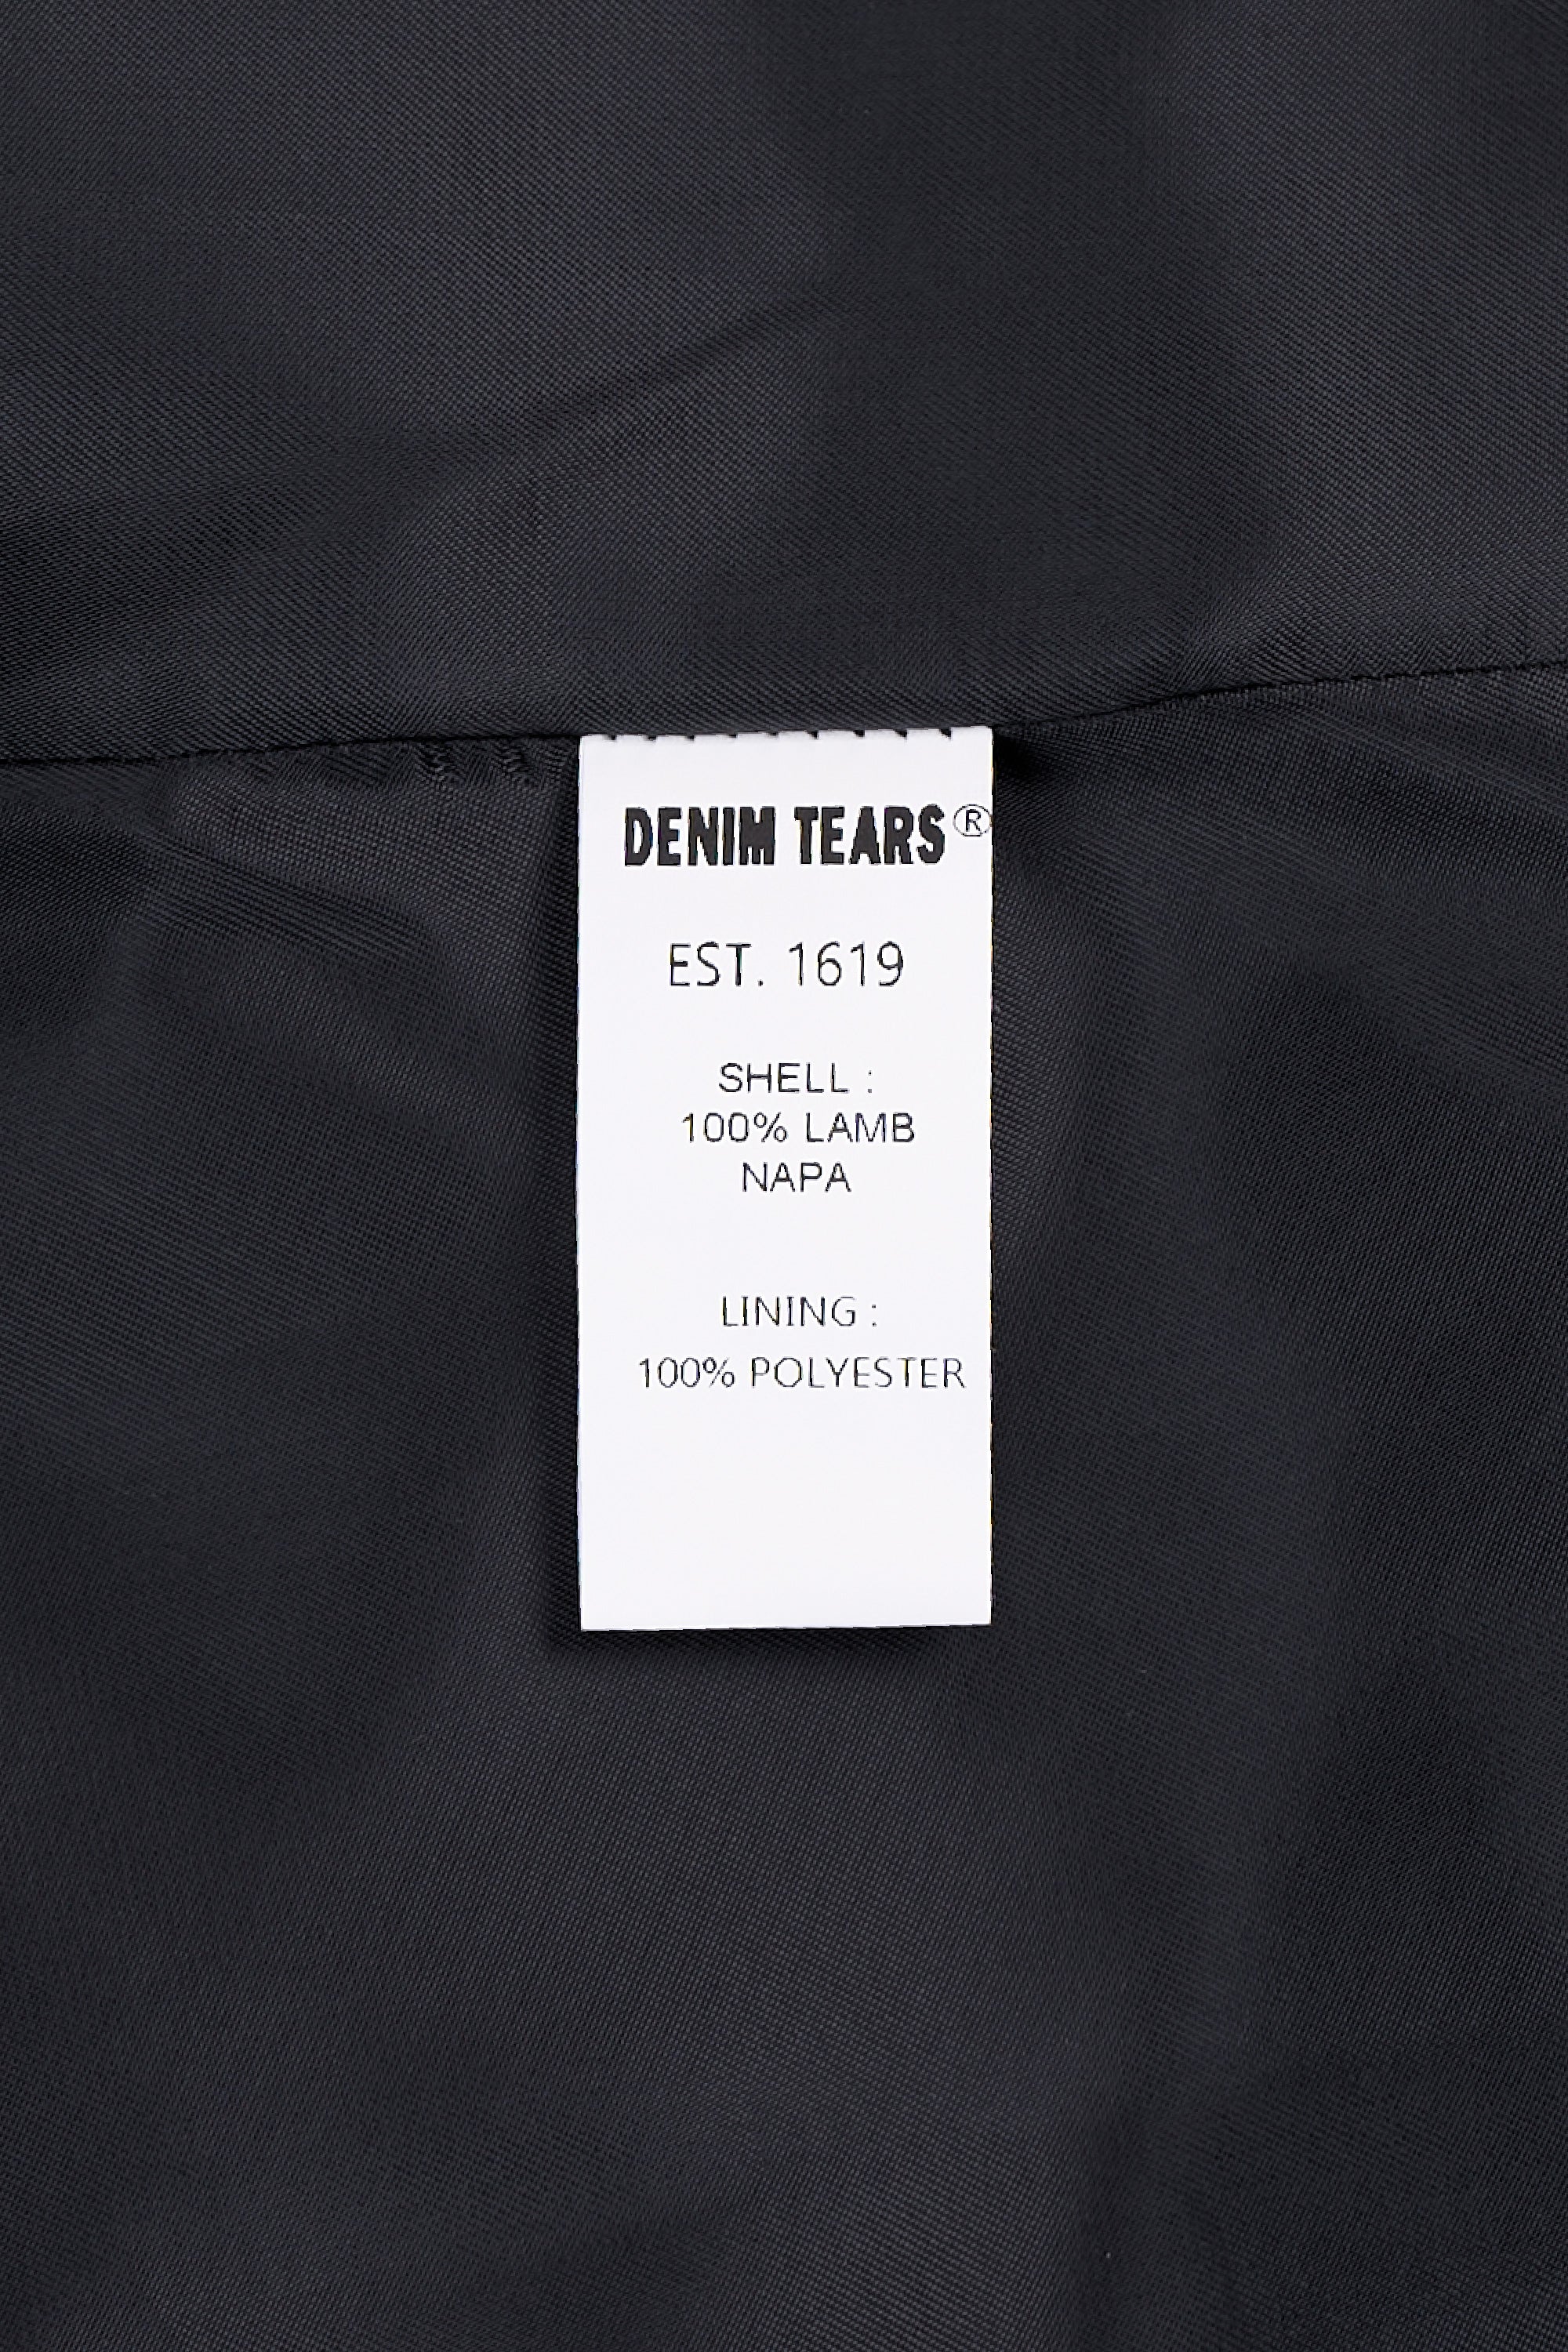 DENIM TEARS®
EST. 1619
SHELL :
100% LAMB
NAPA
LINING :
100% POLYESTER